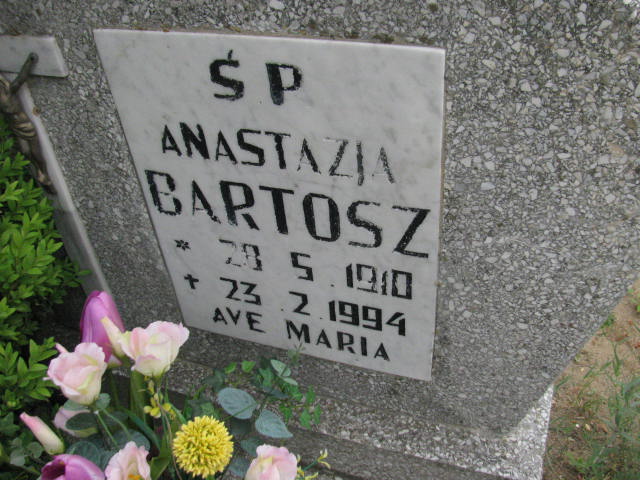 ŚP
ANASTAZJA
BARTOSZ
* 28 5 1910
+ 23 2 1994
AVE MARIA